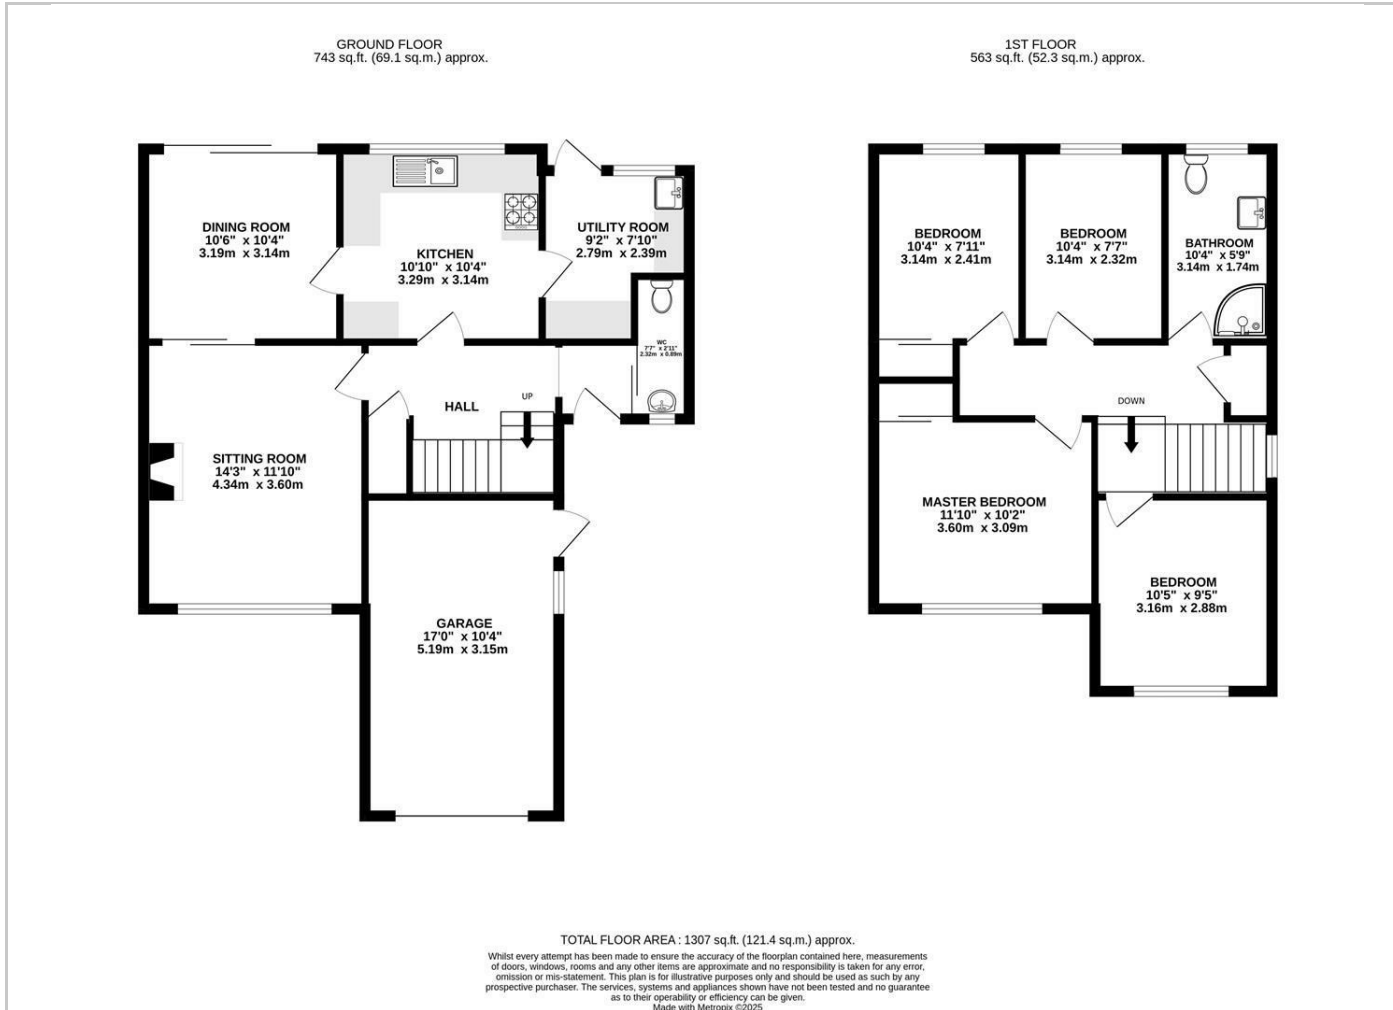 GROUND FLOOR
743 sq.ft. (69.1 sq.m.) approx.
1ST FLOOR
563 sq.ft. (52.3 sq.m.) approx.
DINING ROOM
10'6" x 10'4"
3.19m x 3.14m
KITCHEN
10'10" x 10'4"
3.29m x 3.14m
UTILITY ROOM
9'2" x 7'10"
2.79m x 2.39m
WC
7'7" x 2'11"
2.32m x 0.89m
HALL
UP
SITTING ROOM
14'3" x 11'10"
4.34m x 3.60m
GARAGE
17'0" x 10'4"
5.19m x 3.15m
BEDROOM
10'4" x 7'11"
3.14m x 2.41m
BEDROOM
10'4" x 7'7"
3.14m x 2.32m
BATHROOM
10'4" x 5'9"
3.14m x 1.74m
DOWN
MASTER BEDROOM
11'10" x 10'2"
3.60m x 3.09m
BEDROOM
10'5" x 9'5"
3.16m x 2.88m
TOTAL FLOOR AREA : 1307 sq.ft. (121.4 sq.m.) approx.
Whilst every attempt has been made to ensure the accuracy of the floorplan contained here, measurements
of doors, windows, rooms and any other items are approximate and no responsibility is taken for any error,
omission or mis-statement. This plan is for illustrative purposes only and should be used as such by any
prospective purchaser. The services, systems and appliances shown have not been tested and no guarantee
as to their operability or efficiency can be given.
Made with Metropix ©2025